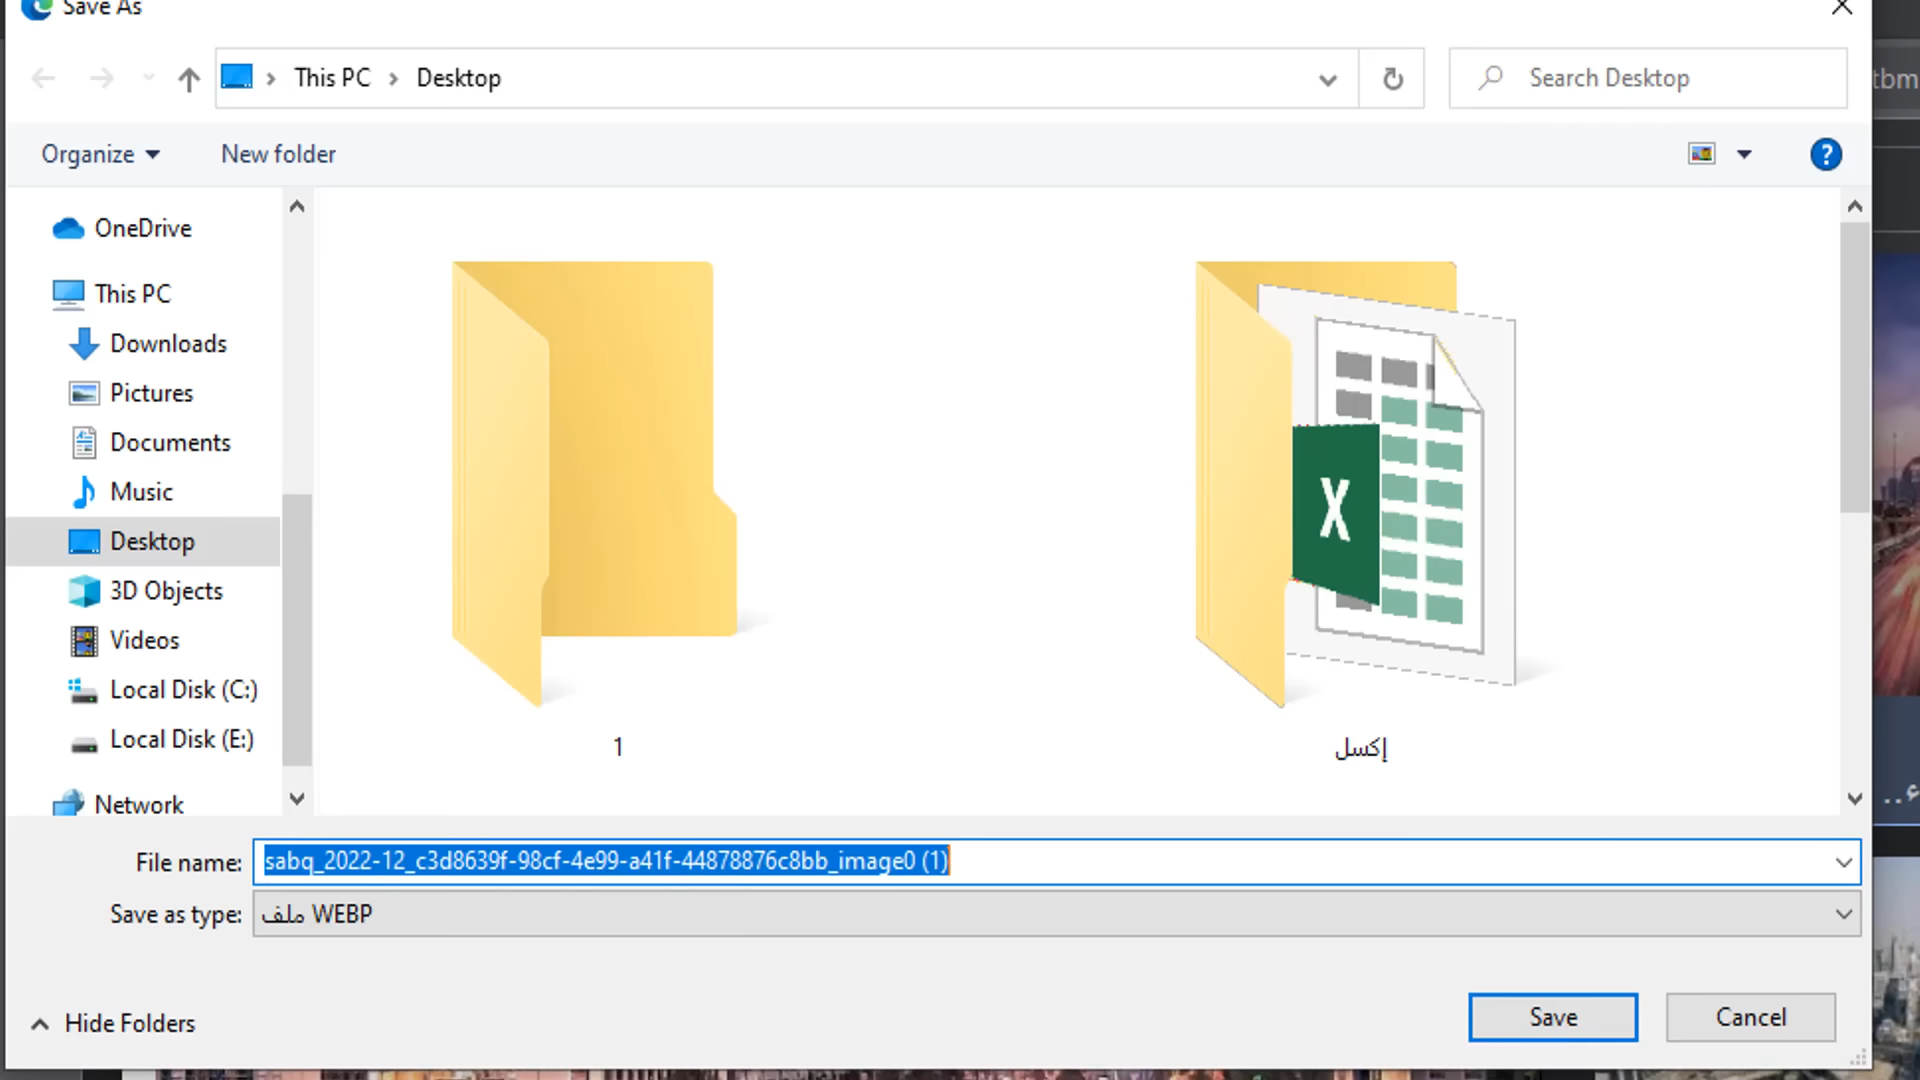 Save As
This PC > Desktop
Search Desktop
Organize
New folder
?
OneDrive
This PC
Downloads
Pictures
Documents
Music
Desktop
3D Objects
Videos
Local Disk (C:)
Local Disk (E:)
Network
X
1
إكسل
File name: sabq_2022-12_c3d8639f-98cf-4e99-a41f-44878876c8bb_image0 (1)
Save as type: ملف WEBP
Hide Folders
Save
Cancel
tbm